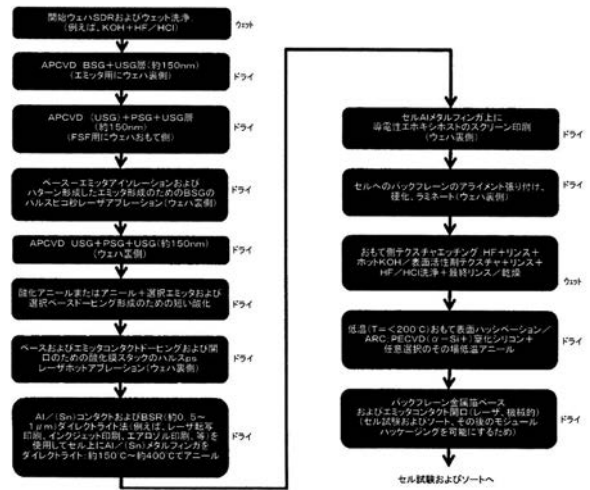 開始ウェハSDRおよびウェット洗浄.
(例えば, KOH+HF/HCl)
ウェット
APCVD BSG+USG層(約150nm)
(エミッタ用にウェハ裏側)
ドライ
APCVD (USG)+PSG+USG層
(約150nm)
(FSF用にウェハおもて側)
ドライ
ベース-エミッタアイソレーションおよび
パターン形成したエミッタ形成のためのBSGの
パルスピコ秒レーザアブレーション(ウェハ裏側)
ドライ
APCVD USG+PSG+USG(約150nm)
(ウェハ裏側)
ドライ
酸化アニールまたはアニール+選択エミッタおよび
選択ベースドーピング形成のための短い酸化
ドライ
ベースおよびエミッタコンタクトドーピングおよび開
口のための酸化膜スタックのパルスps
レーザホットアブレーション(ウェハ裏側)
ドライ
Al/(Sn)コンタクトおよびBSR(約0.5~
1μm)ダイレクトライト法(例えば, レーザ転写
印刷, インクジェット印刷, エアロゾル印刷, 等)を
使用してセル上にAl/(Sn)メタルフィンガを
ダイレクトライト:約150℃~約400℃でアニール
ドライ
セルAlメタルフィンガ上に
導電性エポキシポストのスクリーン印刷
(ウェハ裏側)
ドライ
セルへのバックプレーンのアライメント張り付け,
硬化, ラミネート(ウェハ裏側)
ドライ
おもて側テクスチャエッチング HF+リンス+
ホットKOH/表面活性剤テクスチャ+リンス+
HF/HCl洗浄+最終リンス/乾燥
ウェット
低温(T=<200 C)おもて表面パッシベーション/
ARC PECVD(α-Si+)窒化シリコン+
任意選択のその場低温アニール
ドライ
バックプレーン金属箔ベース
およびエミッタコンタクト開口(レーザ, 機械的)
(セル試験およびソート, その後のモジュール
パッケージングを可能にするため)
ドライ
セル試験およびソートへ